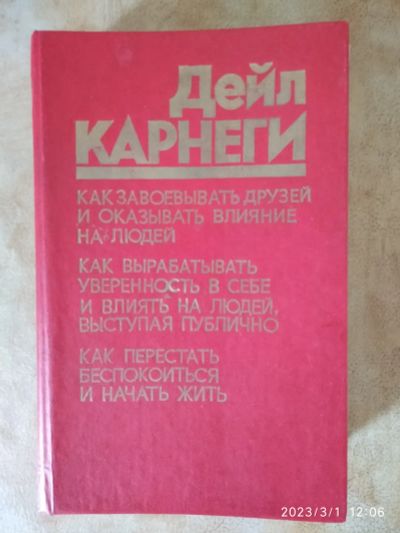 Дейл
КАРНЕГИ
КАК ЗАВОЕВЫВАТЬ ДРУЗЕЙ
И ОКАЗЫВАТЬ ВЛИЯНИЕ
НА ЛЮДЕЙ
КАК ВЫРАБАТЫВАТЬ
УВЕРЕННОСТЬ В СЕБЕ
И ВЛИЯТЬ НА ЛЮДЕЙ,
ВЫСТУПАЯ ПУБЛИЧНО
КАК ПЕРЕСТАТЬ
БЕСПОКОИТЬСЯ
И НАЧАТЬ ЖИТЬ
2023/3/1 12:06